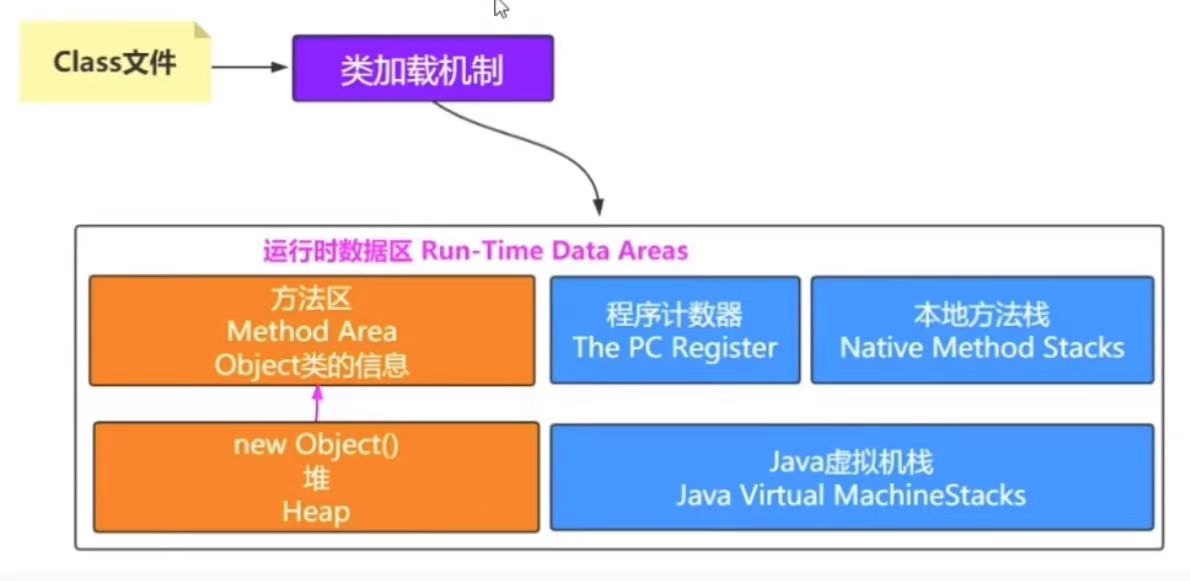 Class文件
类加载机制
运行时数据区 Run-Time Data Areas
方法区
Method Area
Object类的信息
程序计数器
The PC Register
本地方法栈
Native Method Stacks
new Object()
堆
Heap
Java虚拟机栈
Java Virtual MachineStacks